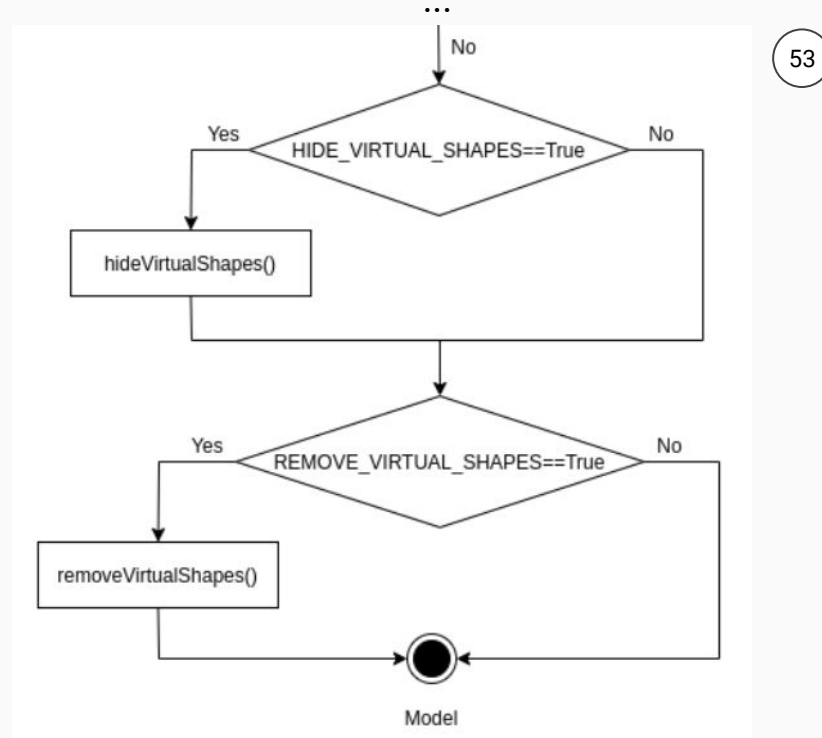 ...
No
53
Yes
No
HIDE_VIRTUAL_SHAPES==True
hideVirtualShapes()
Yes
No
REMOVE_VIRTUAL_SHAPES==True
removeVirtualShapes()
Model